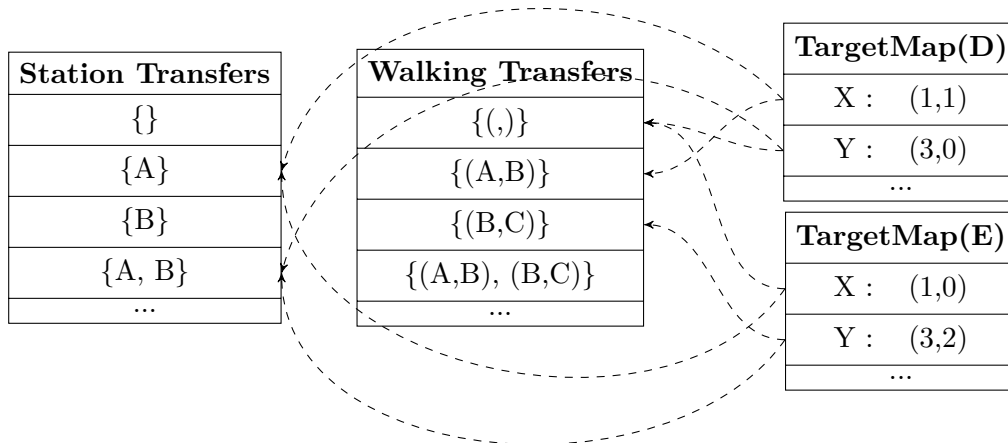 Station Transfers
{}
{A}
{B}
{A, B}
...
Walking Transfers
{(,)}
{(A,B)}
{(B,C)}
{(A,B), (B,C)}
...
TargetMap(D)
X : (1,1)
Y : (3,0)
...
TargetMap(E)
X : (1,0)
Y : (3,2)
...